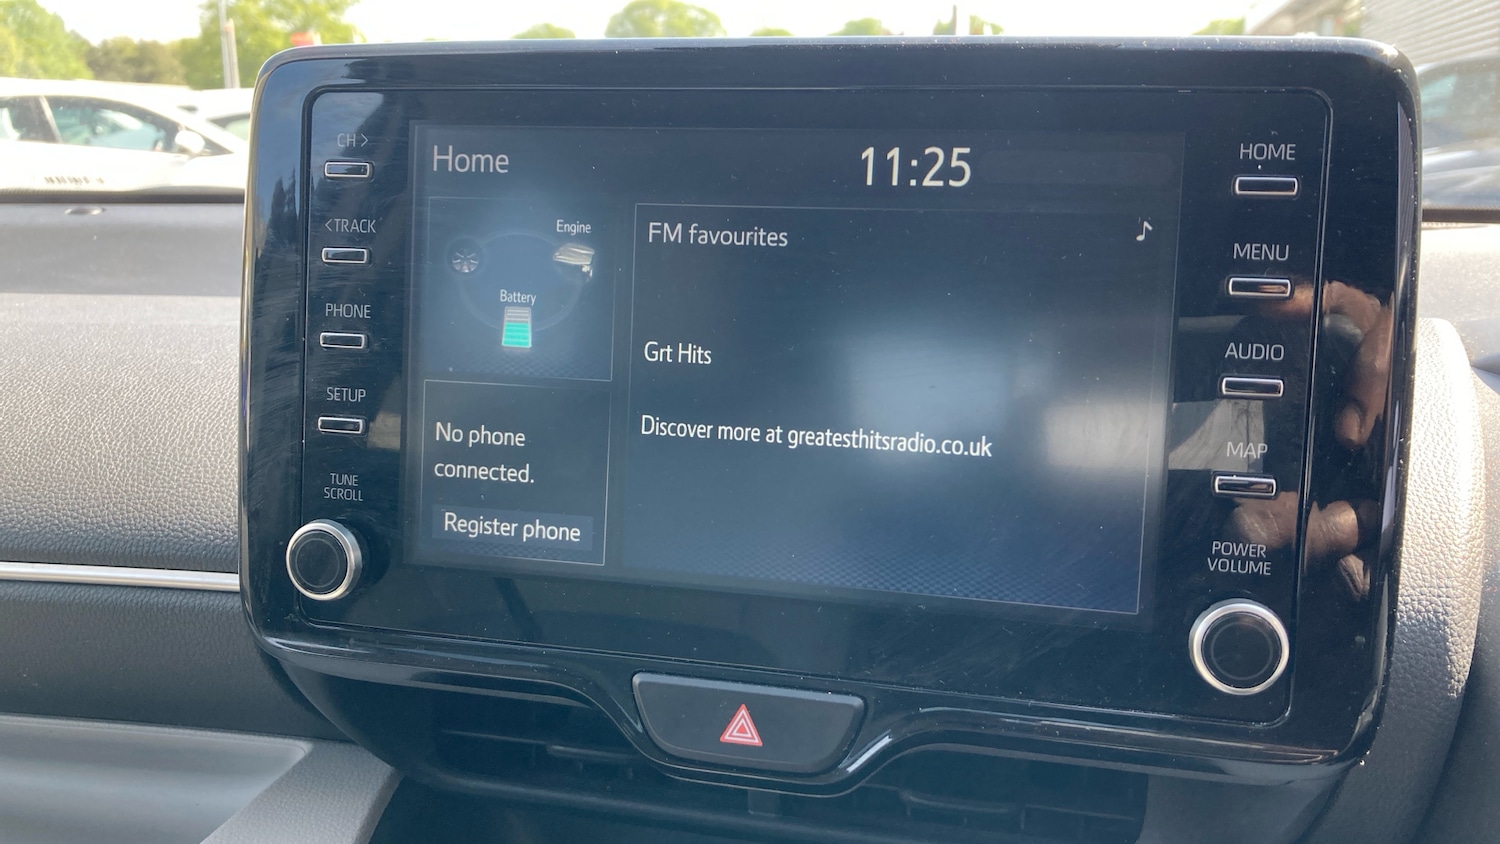 CH >
<TRACK
PHONE
SETUP
TUNE
SCROLL
Home
11:25
Engine
Battery
No phone
connected.
Register phone
FM favourites
Grt Hits
Discover more at greatesthitsradio.co.uk
HOME
MENU
AUDIO
MAP
POWER
VOLUME